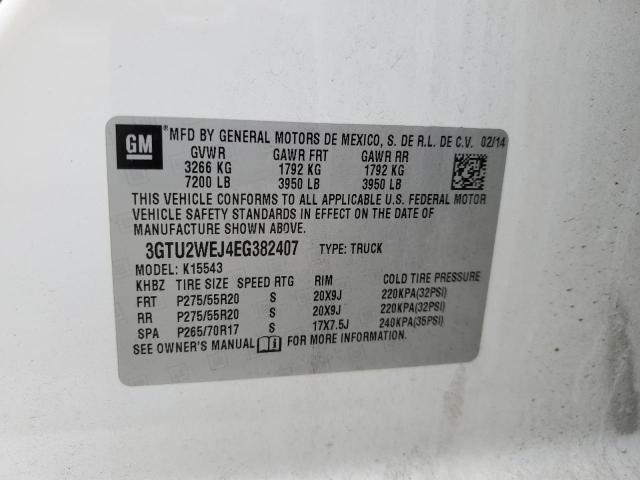 GM ®MFD BY GENERAL MOTORS DE MEXICO, S. DE R.L. DE C.V. 02/14
GVWR GAWR FRT GAWR RR
3266 KG 1792 KG 1792 KG
7200 LB 3950 LB 3950 LB
THIS VEHICLE CONFORMS TO ALL APPLICABLE U.S. FEDERAL MOTOR
VEHICLE SAFETY STANDARDS IN EFFECT ON THE DATE OF
MANUFACTURE SHOWN ABOVE.
3GTU2WEJ4EG382407 TYPE: TRUCK
MODEL: K15543
KHBZ TIRE SIZE SPEED RTG RIM COLD TIRE PRESSURE
FRT P275/55R20 S 20X9J 220KPA(32PSI)
RR P275/55R20 S 20X9J 220KPA(32PSI)
SPA P265/70R17 S 17X7.5J 240KPA(35PSI)
SEE OWNER'S MANUAL FOR MORE INFORMATION.